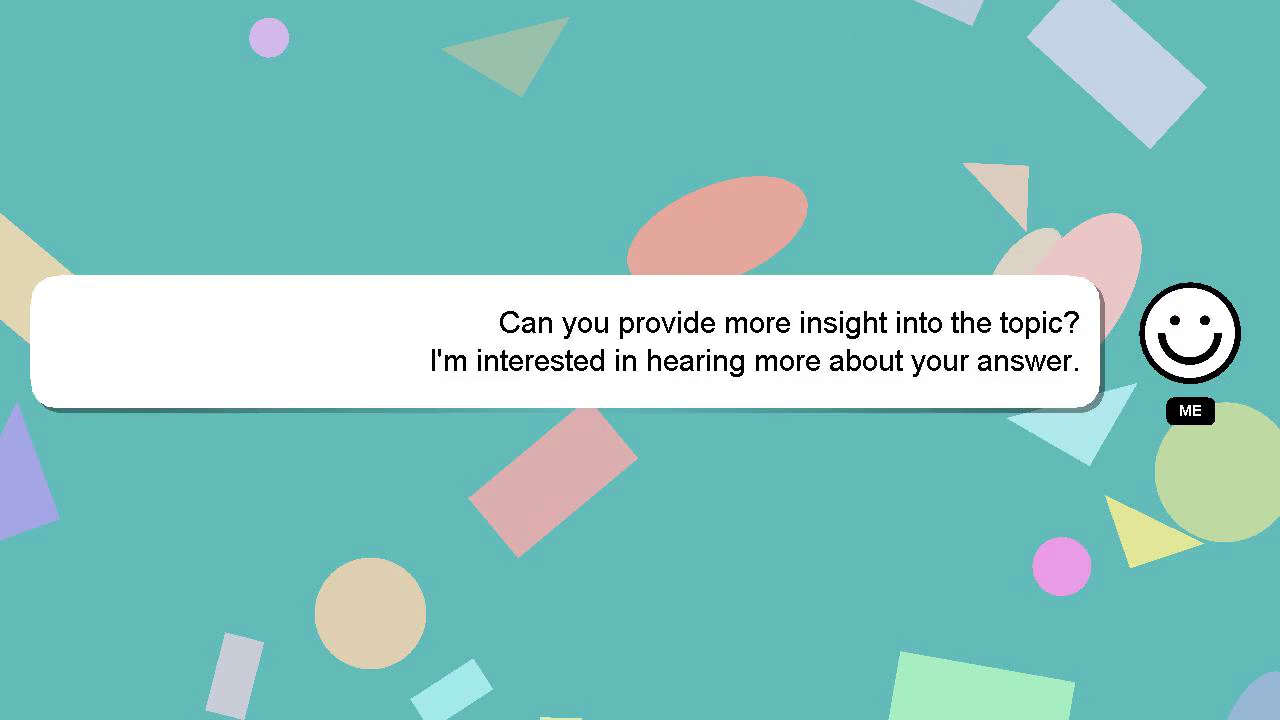 Can you provide more insight into the topic?
I'm interested in hearing more about your answer.
ME